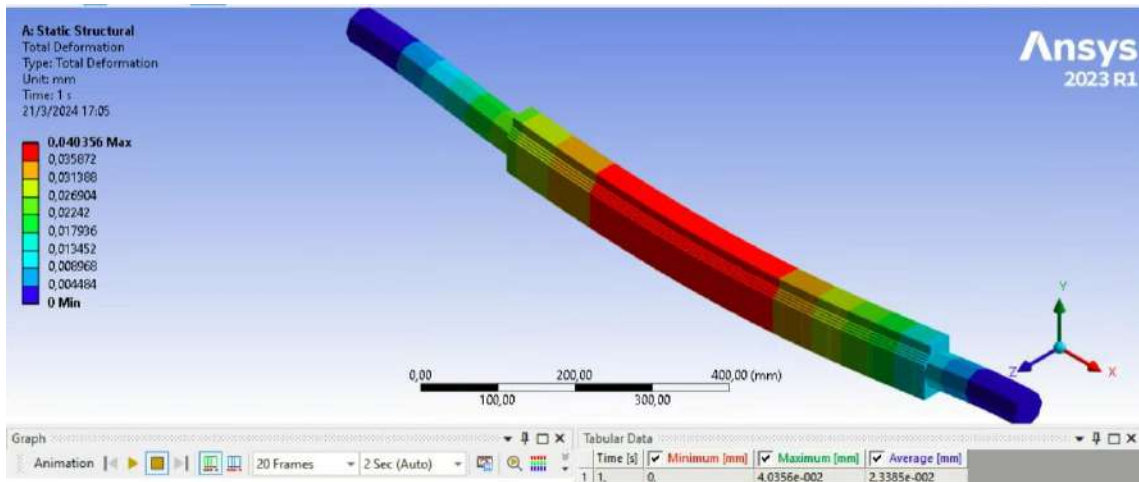 A: Static Structural
Total Deformation
Type: Total Deformation
Unit: mm
Time: 1 s
21/3/2024 17:05
0,040356 Max
0,035872
0,031388
0,026904
0,02242
0,017936
0,013452
0,008968
0,004484
0 Min
Ansys
2023 R1
Y
Z
X
0,00 200,00 400,00 (mm)
100,00 300,00
Graph
Animation 20 Frames 2 Sec (Auto)
Tabular Data
Time [s] Minimum [mm] Maximum [mm] Average [mm]
1 1, 0, 4,0356e-002 2,3385e-002